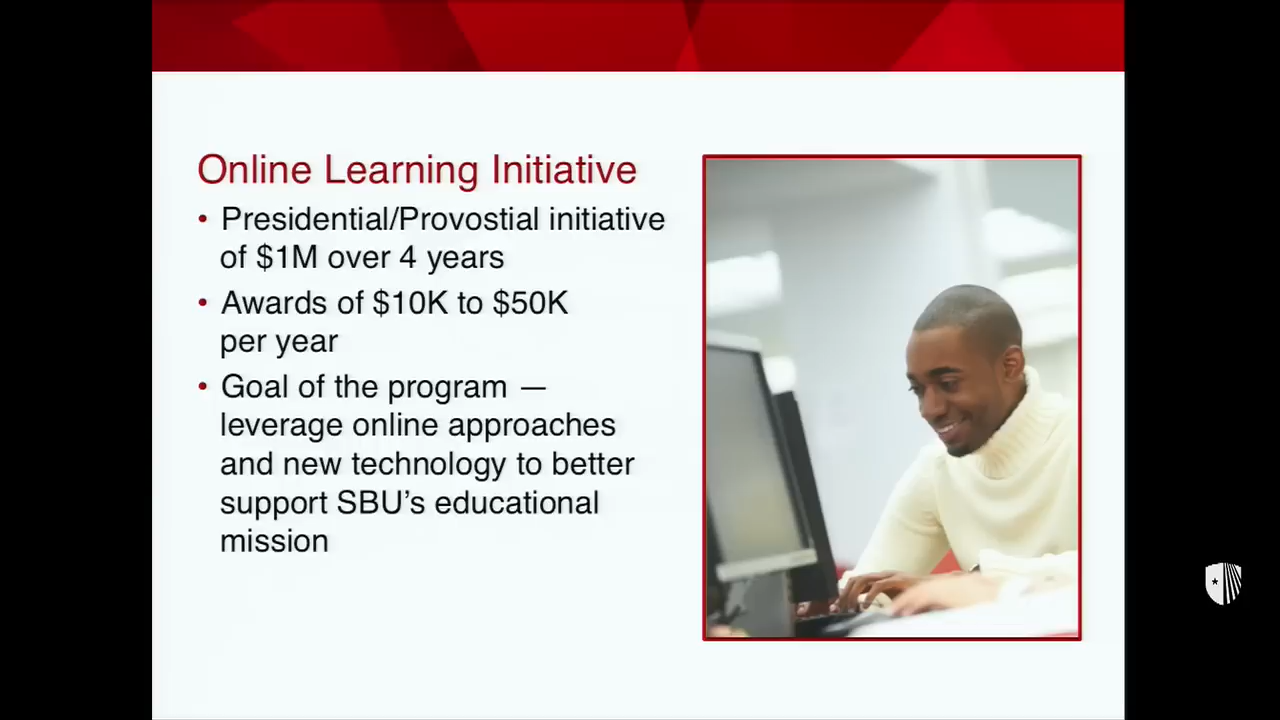 Online Learning Initiative
• Presidential/Provostial initiative
of $1M over 4 years
• Awards of $10K to $50K
per year
• Goal of the program —
leverage online approaches
and new technology to better
support SBU’s educational
mission